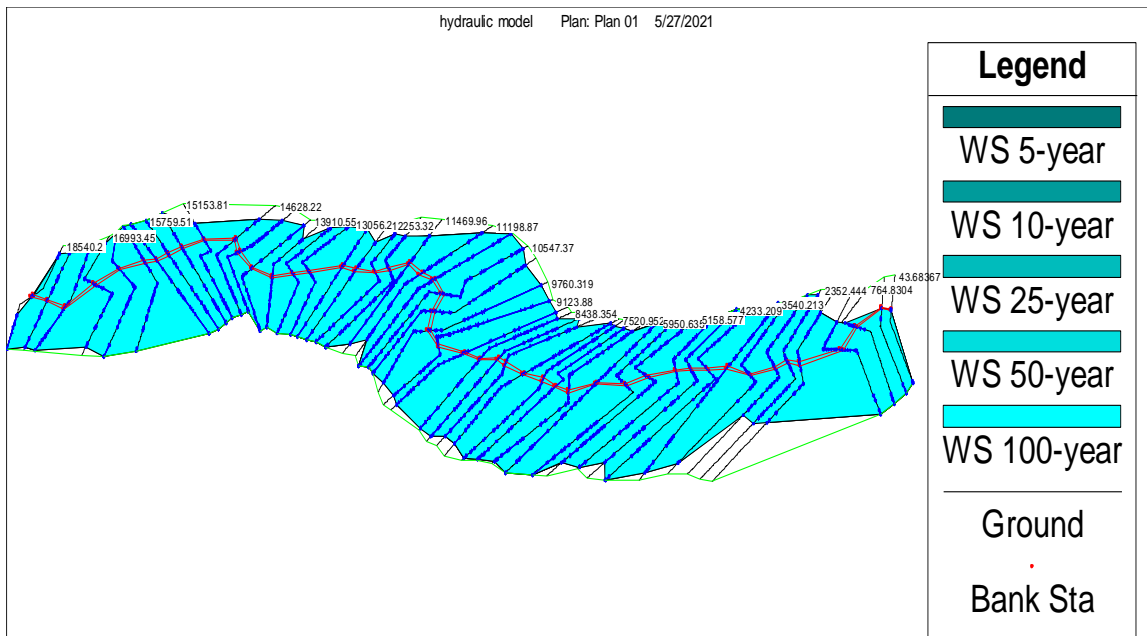 hydraulic model Plan: Plan 01 5/27/2021
Legend
WS 5-year
WS 10-year
WS 25-year
WS 50-year
WS 100-year
Ground
Bank Sta
18540.2
16993.45
15759.51
15153.81
14628.22
13910.55
13056.21
12253.32
11469.96
11198.87
10547.37
9760.319
9123.88
8438.354
7520.952
5950.635
5158.577
4233.209
3540.213
2352.444
764.8304
43.68367